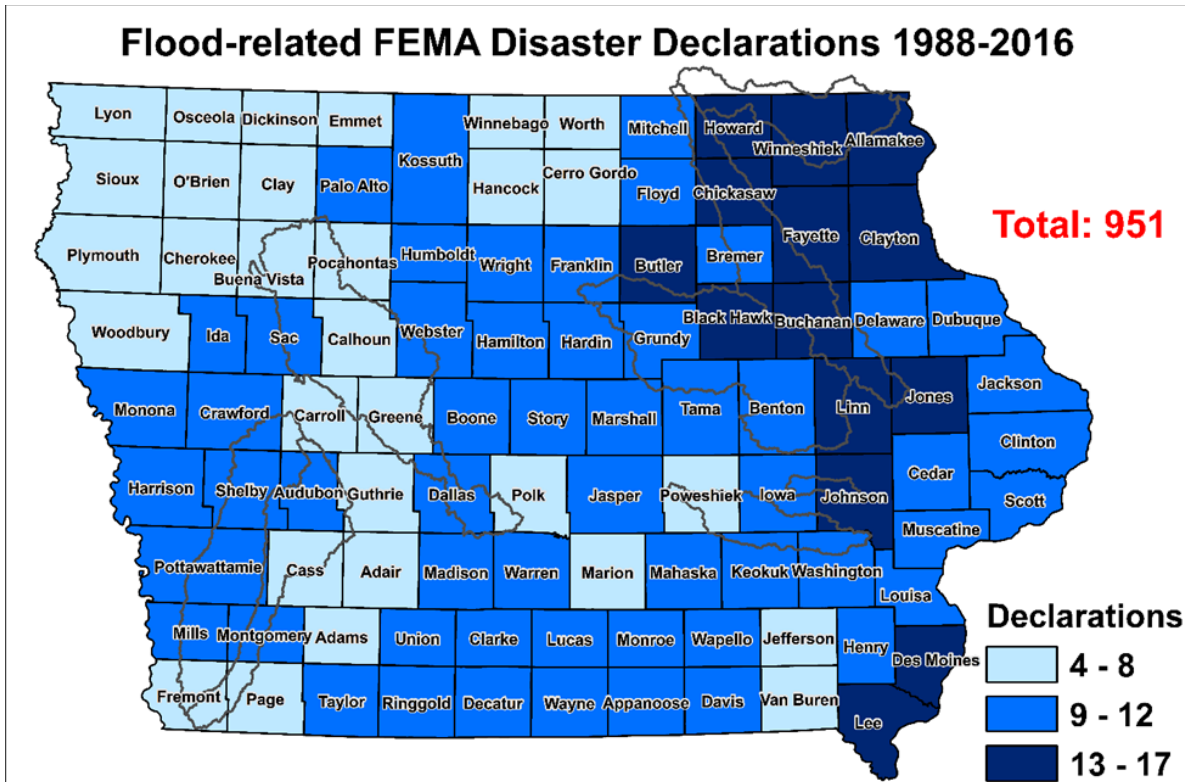 Flood-related FEMA Disaster Declarations 1988-2016
Lyon
Osceola
Dickinson
Emmet
Kossuth
Winnebago
Worth
Mitchell
Howard
Winneshiek
Allamakee
Sioux
O'Brien
Clay
Palo Alto
Hancock
Cerro Gordo
Floyd
Chickasaw
Fayette
Clayton
Total: 951
Plymouth
Cherokee
Buena Vista
Pocahontas
Humboldt
Wright
Franklin
Butler
Bremer
Woodbury
Ida
Sac
Calhoun
Webster
Hamilton
Hardin
Grundy
Black Hawk
Buchanan
Delaware
Dubuque
Monona
Crawford
Carroll
Greene
Boone
Story
Marshall
Tama
Benton
Linn
Jones
Jackson
Clinton
Harrison
Shelby
Audubon
Guthrie
Dallas
Polk
Jasper
Poweshiek
Iowa
Johnson
Cedar
Scott
Muscatine
Pottawattamie
Cass
Adair
Madison
Warren
Marion
Mahaska
Keokuk
Washington
Louisa
Mills
Montgomery
Adams
Union
Clarke
Lucas
Monroe
Wapello
Jefferson
Henry
Des Moines
Fremont
Page
Taylor
Ringgold
Decatur
Wayne
Appanoose
Davis
Van Buren
Lee
Declarations
4 - 8
9 - 12
13 - 17